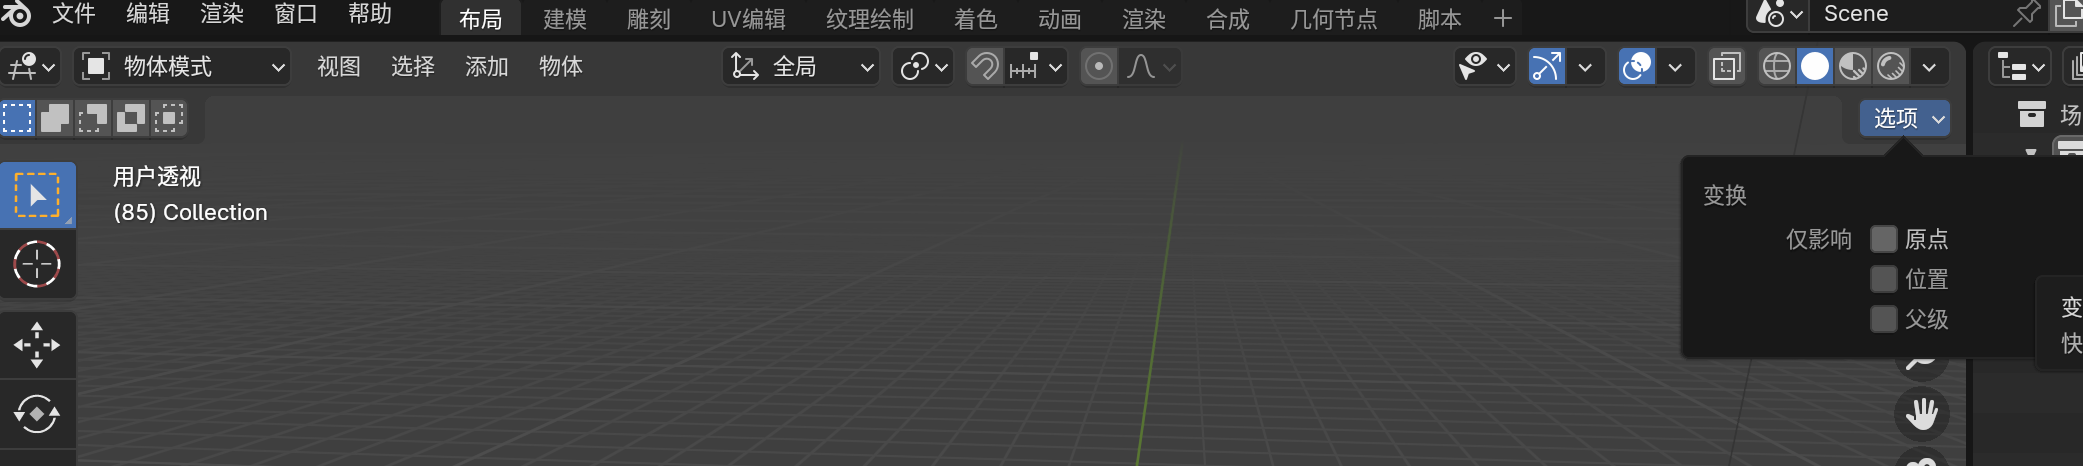 文件 编辑 渲染 窗口 帮助 布局 建模 雕刻 UV编辑 纹理绘制 着色 动画 渲染 合成 几何节点 脚本 + Scene
物体模式 视图 选择 添加 物体 全局
选项
场
用户透视
(85) Collection
变换
仅影响 原点
位置
父级
变
快